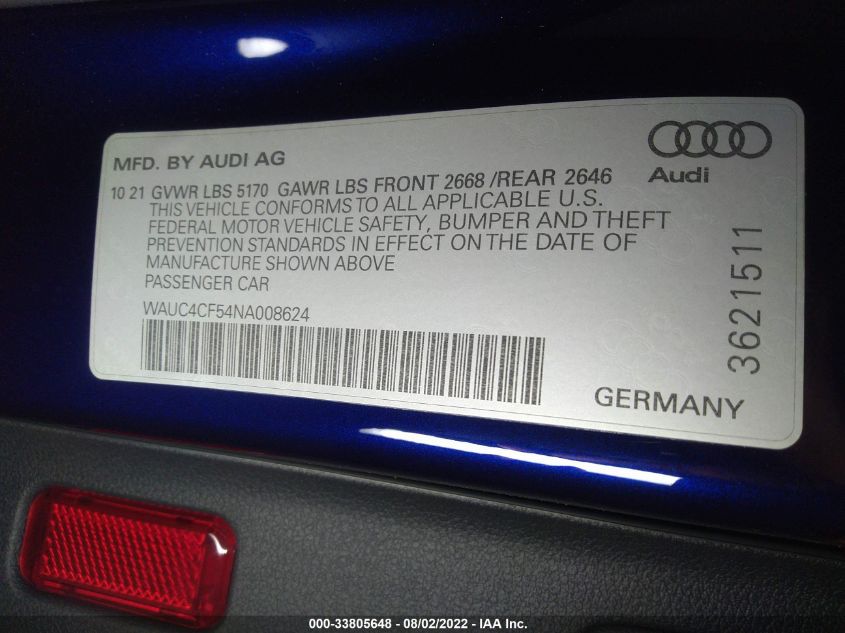 MFD. BY AUDI AG
Audi
10 21 GVWR LBS 5170 GAWR LBS FRONT 2668 /REAR 2646
THIS VEHICLE CONFORMS TO ALL APPLICABLE U.S.
FEDERAL MOTOR VEHICLE SAFETY, BUMPER AND THEFT
PREVENTION STANDARDS IN EFFECT ON THE DATE OF
MANUFACTURE SHOWN ABOVE
PASSENGER CAR
WAUC4CF54NA008624
3621511
GERMANY
000-33805648 - 08/02/2022 - IAA Inc.